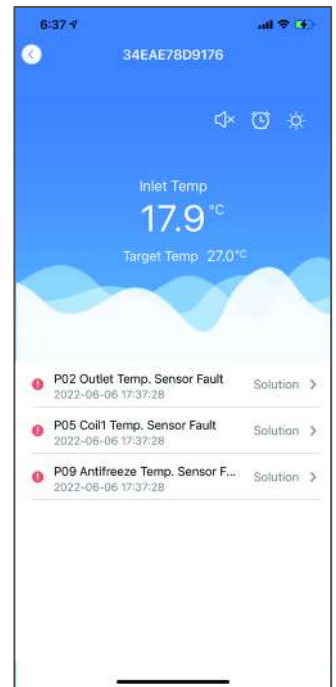 6:37
34EAE78D9176
Inlet Temp
17.9 °C
Target Temp 27.0°C
P02 Outlet Temp. Sensor Fault
2022-06-06 17:37:28
Solution >
P05 Coil1 Temp. Sensor Fault
2022-06-06 17:37:28
Solution >
P09 Antifreeze Temp. Sensor F...
2022-06-06 17:37:28
Solution >